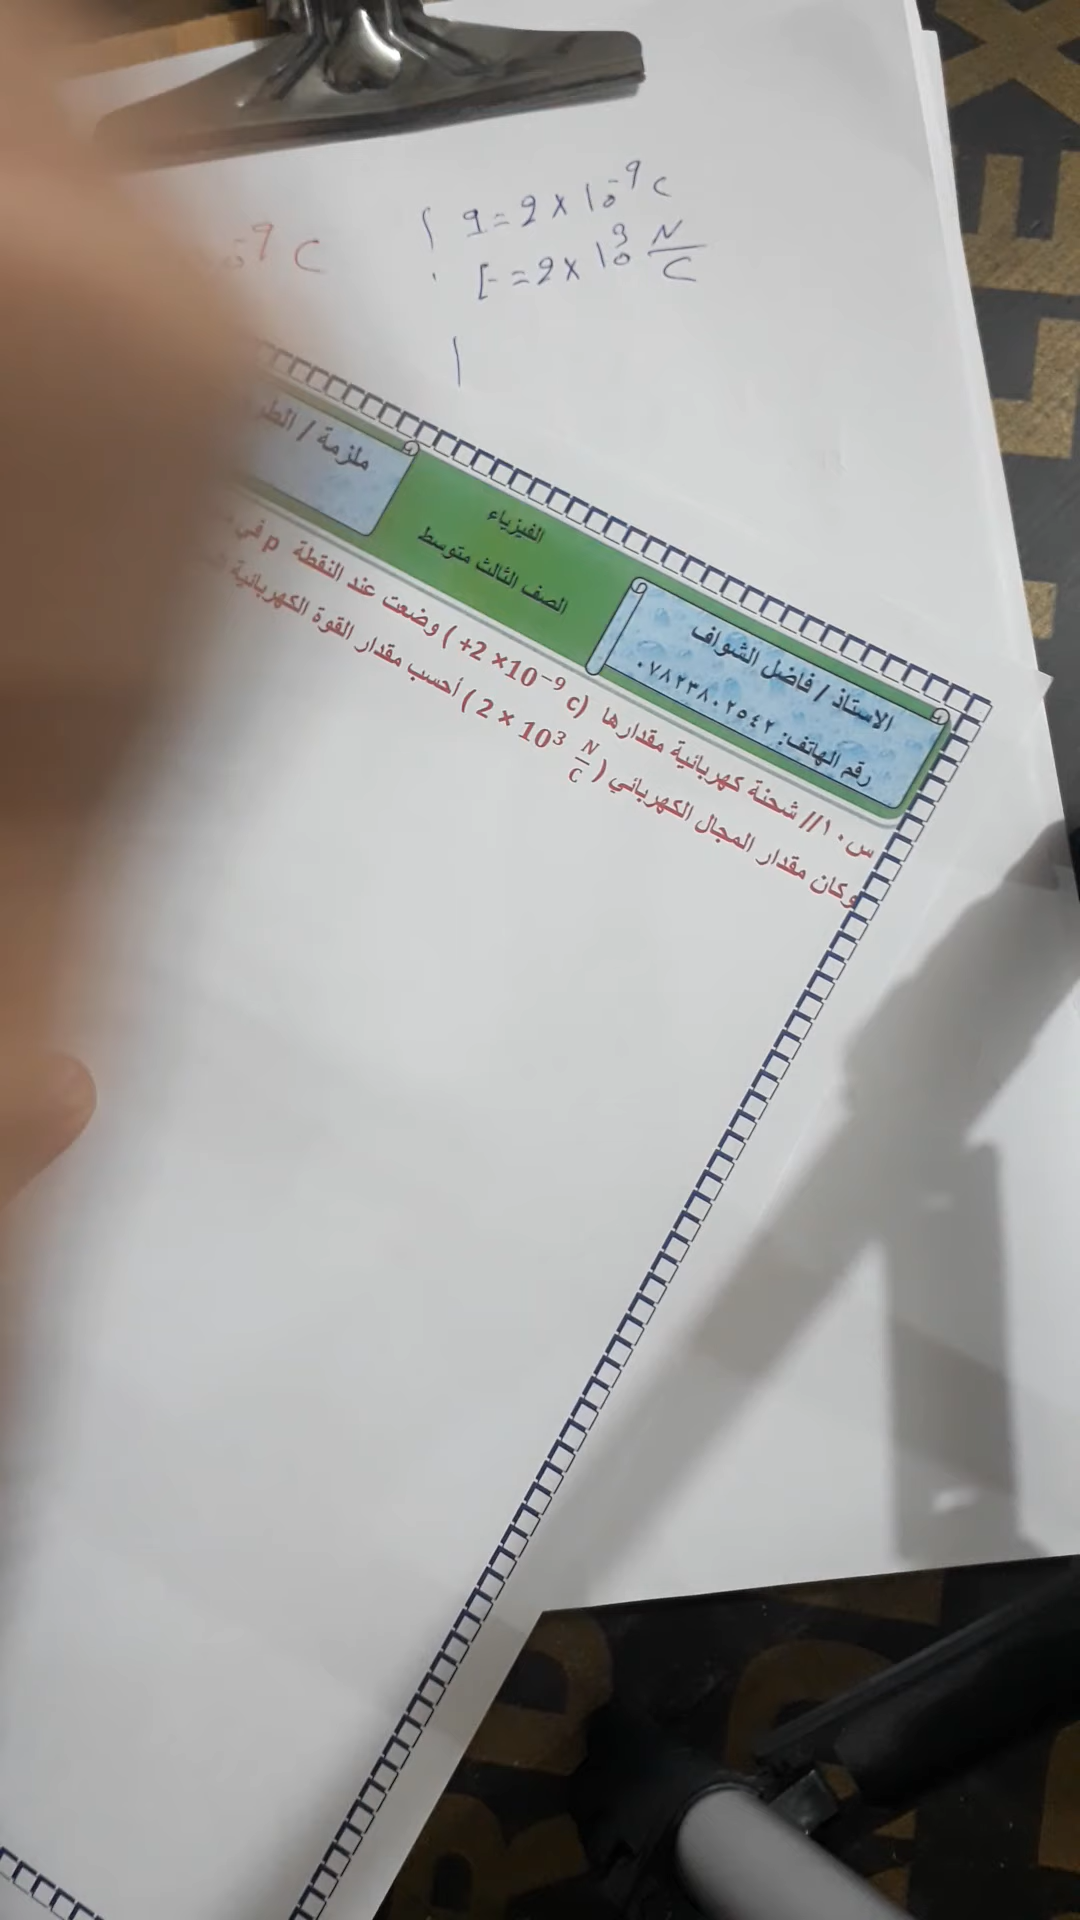 q = 2 × 10⁻⁹ C
⁻⁹ C
E = 2 × 10³ N/C
ملزمة /
الفيزياء
الصف الثالث متوسط
الاستاذ / فاضل الشواف
رقم الهاتف: ٠٧٨٢٣٨٠٢٥٤٢
س١٠// شحنة كهربائية مقدارها (+2 ×10⁻⁹ c) وضعت عند النقطة p في
وكان مقدار المجال الكهربائي (2 × 10³ N/C) أحسب مقدار القوة الكهربائية